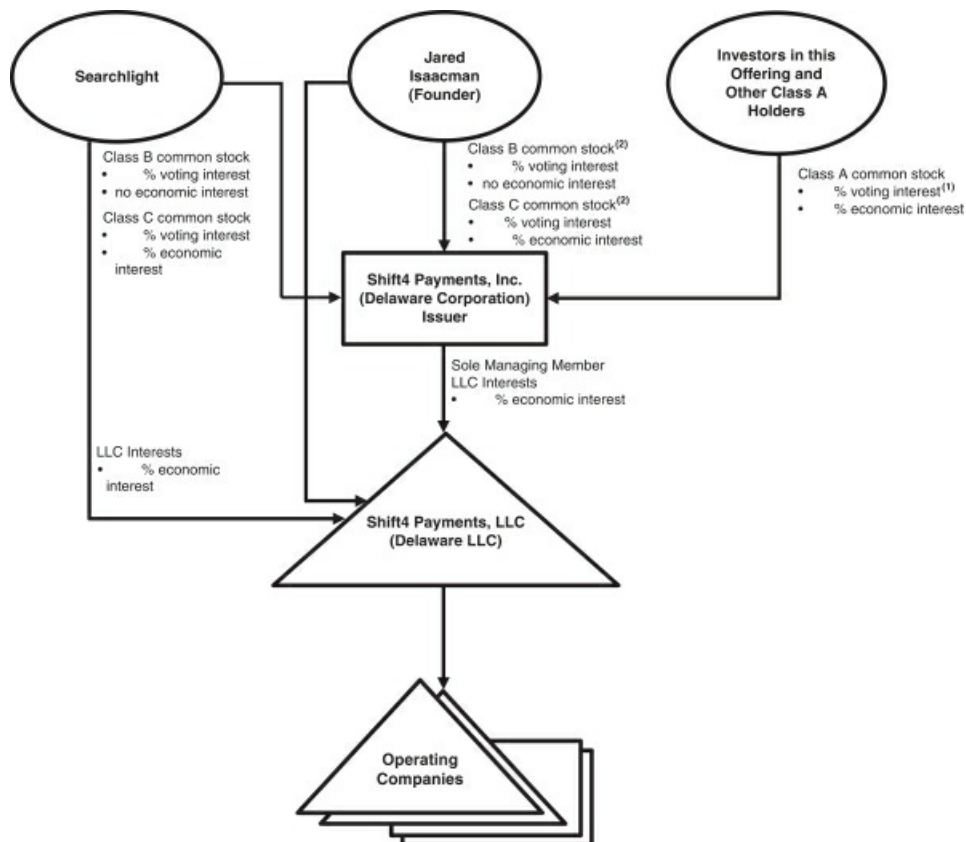 Searchlight
Jared
Isaacman
(Founder)
Investors in this
Offering and
Other Class A
Holders
Class B common stock
• % voting interest
• no economic interest
Class C common stock
• % voting interest
• % economic
interest
Class B common stock(2)
• % voting interest
• no economic interest
Class C common stock(2)
• % voting interest
• % economic interest
Class A common stock
• % voting interest(1)
• % economic interest
Shift4 Payments, Inc.
(Delaware Corporation)
Issuer
Sole Managing Member
LLC Interests
• % economic interest
LLC Interests
• % economic
interest
Shift4 Payments, LLC
(Delaware LLC)
Operating
Companies